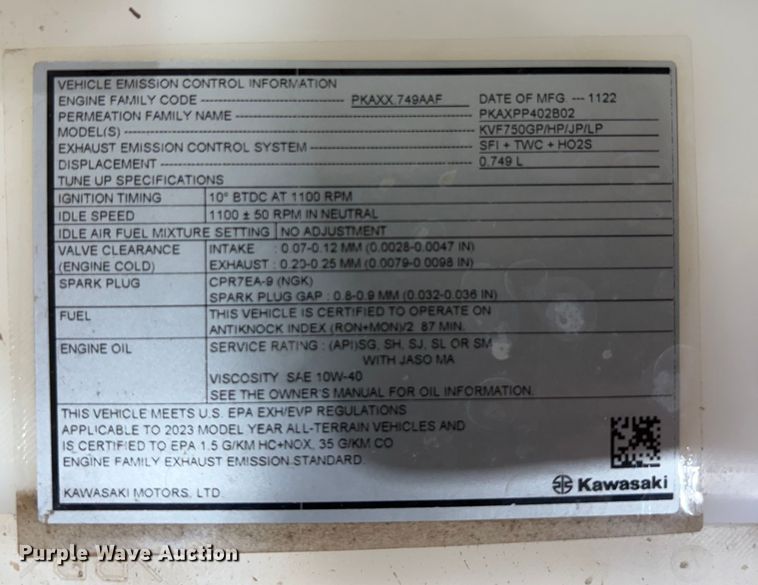 VEHICLE EMISSION CONTROL INFORMATION
ENGINE FAMILY CODE PKAXX.749AAF DATE OF MFG. --- 1122
PERMEATION FAMILY NAME PKAXPP402B02
MODEL(S) KVF750GP/HP/JP/LP
EXHAUST EMISSION CONTROL SYSTEM SFI + TWC + HO2S
DISPLACEMENT 0.749 L
TUNE UP SPECIFICATIONS
IGNITION TIMING 10° BTDC AT 1100 RPM
IDLE SPEED 1100 ± 50 RPM IN NEUTRAL
IDLE AIR FUEL MIXTURE SETTING NO ADJUSTMENT
VALVE CLEARANCE INTAKE : 0.07-0.12 MM (0.0028-0.0047 IN)
(ENGINE COLD) EXHAUST : 0.20-0.25 MM (0.0079-0.0098 IN)
SPARK PLUG CPR7EA-9 (NGK)
SPARK PLUG GAP : 0.8-0.9 MM (0.032-0.036 IN)
FUEL THIS VEHICLE IS CERTIFIED TO OPERATE ON
ANTIKNOCK INDEX (RON+MON)/2 87 MIN.
ENGINE OIL SERVICE RATING : (API)SG, SH, SJ, SL OR SM
WITH JASO MA
VISCOSITY SAE 10W-40
SEE THE OWNER'S MANUAL FOR OIL INFORMATION.
THIS VEHICLE MEETS U.S. EPA EXH/EVP REGULATIONS
APPLICABLE TO 2023 MODEL YEAR ALL-TERRAIN VEHICLES AND
IS CERTIFIED TO EPA 1.5 G/KM HC+NOX, 35 G/KM CO
ENGINE FAMILY EXHAUST EMISSION STANDARD.
KAWASAKI MOTORS, LTD.
Kawasaki
Purple Wave Auction